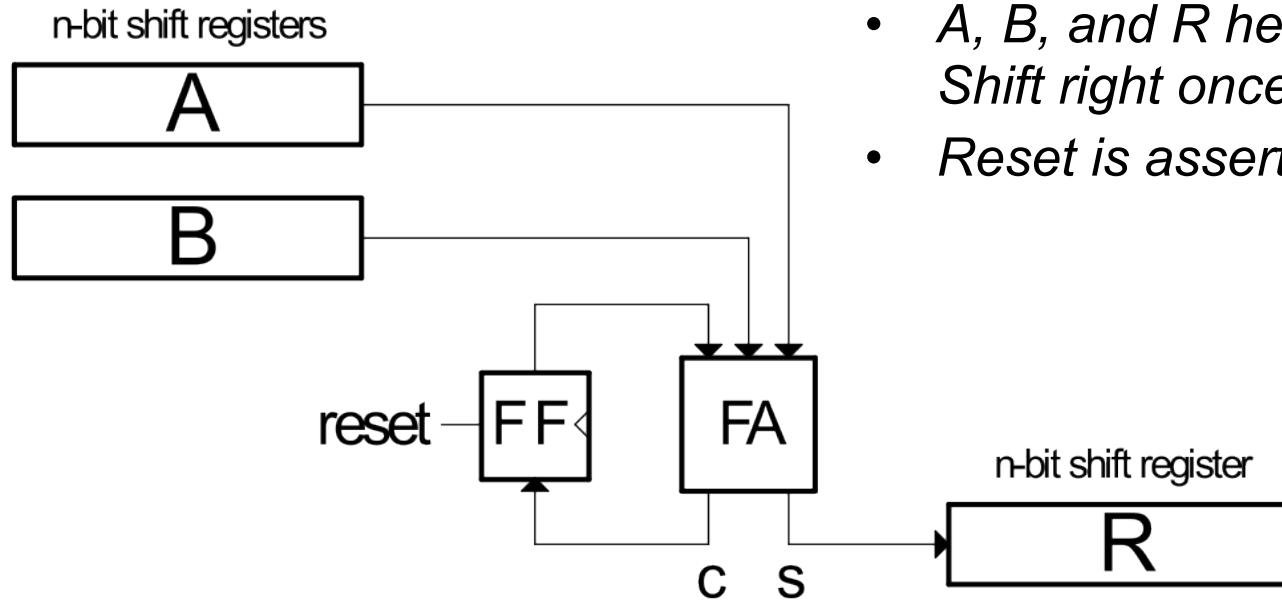 n-bit shift registers
A
B
• A, B, and R he
Shift right once
• Reset is assert
reset
FF
FA
c s
n-bit shift register
R